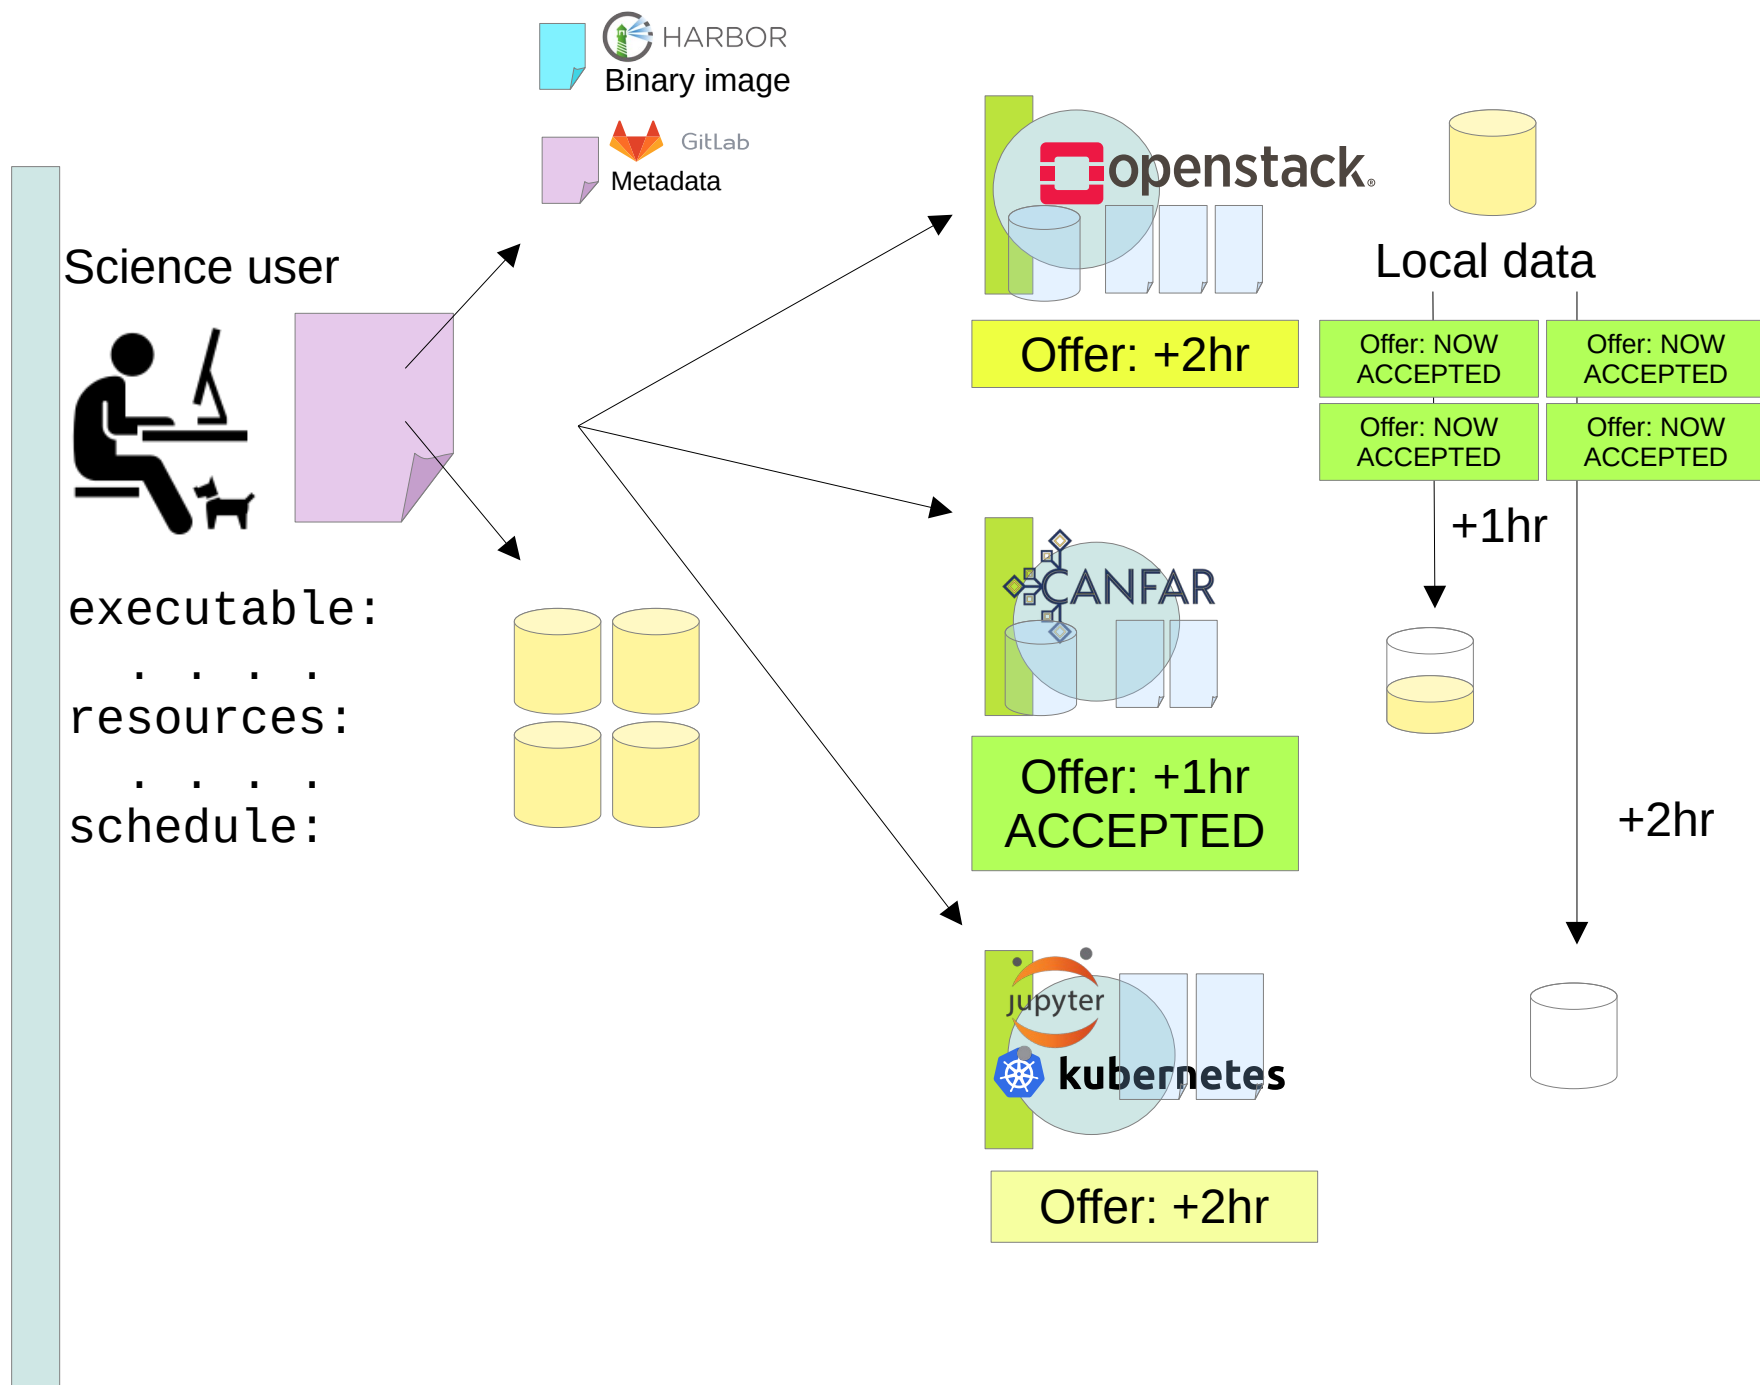 HARBOR
Binary image
GitLab
Metadata
Science user
executable:
. . . .
resources:
. . . .
schedule:
openstack®
Offer: +2hr
CANFAR
Offer: +1hr
ACCEPTED
jupyter
kubernetes
Offer: +2hr
Local data
Offer: NOW
ACCEPTED
Offer: NOW
ACCEPTED
Offer: NOW
ACCEPTED
Offer: NOW
ACCEPTED
+1hr
+2hr